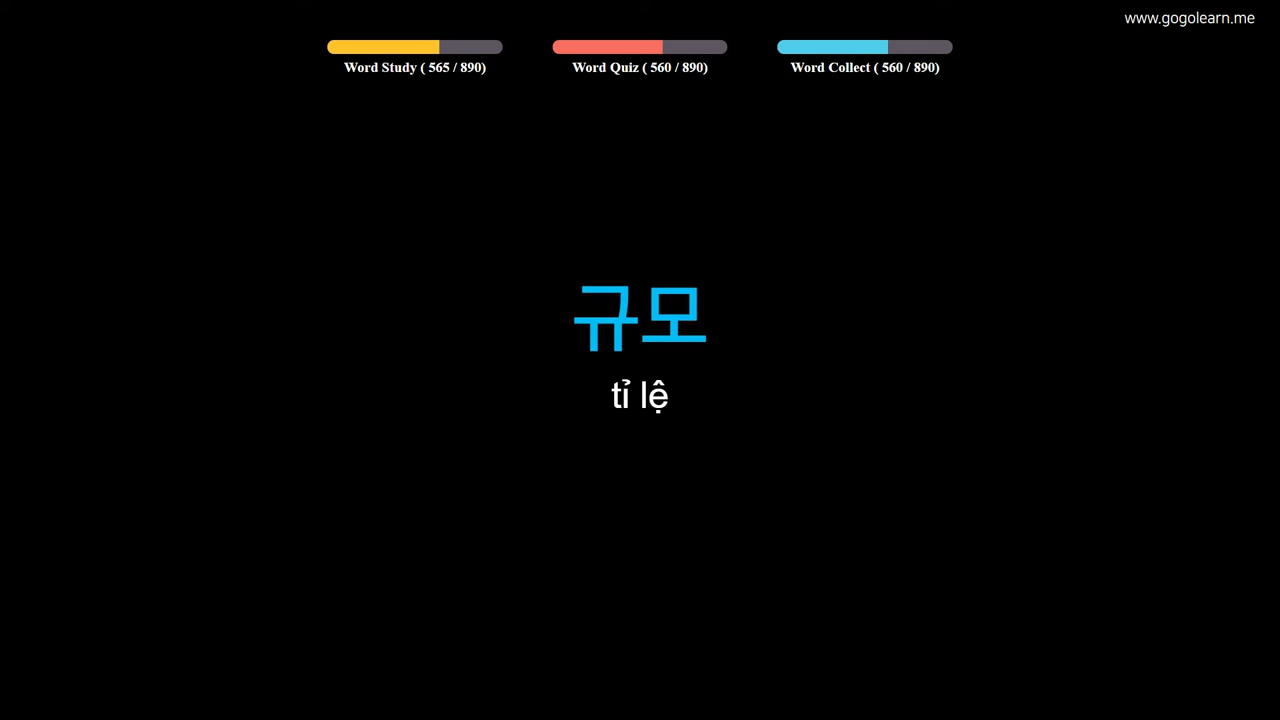 www.gogolearn.me
Word Study ( 565 / 890)
Word Quiz ( 560 / 890)
Word Collect ( 560 / 890)
규모
tỉ lệ